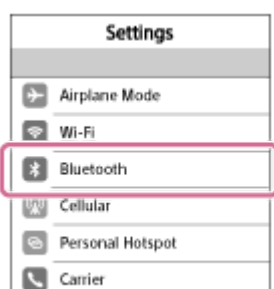 Settings
Airplane Mode
Wi-Fi
Bluetooth
Cellular
Personal Hotspot
Carrier